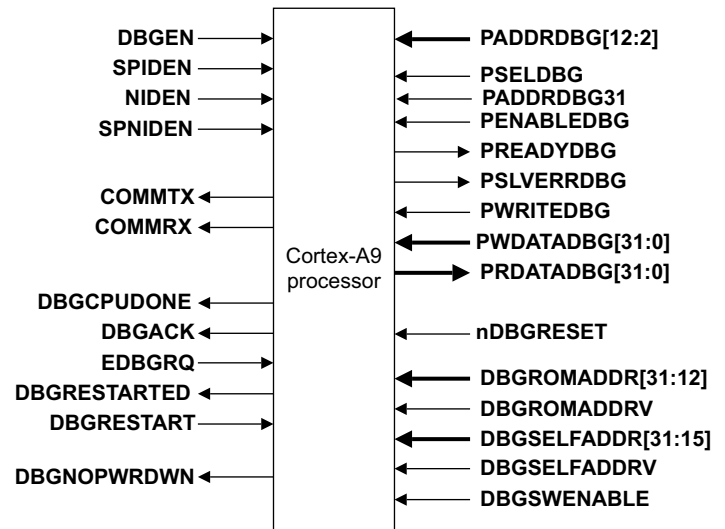 DBGEN
SPIDEN
NIDEN
SPNIDEN
COMMTX
COMMRX
DBGCPUDONE
DBGACK
EDBGRQ
DBGRESTARTED
DBGRESTART
DBGNOPWRDWN
Cortex-A9
processor
PADDRDBG[12:2]
PSELDBG
PADDRDBG31
PENABLEDBG
PREADYDBG
PSLVERRDBG
PWRITEDBG
PWDATADBG[31:0]
PRDATADBG[31:0]
nDBGRESET
DBGROMADDR[31:12]
DBGROMADDRV
DBGSELFADDR[31:15]
DBGSELFADDRV
DBGSWENABLE